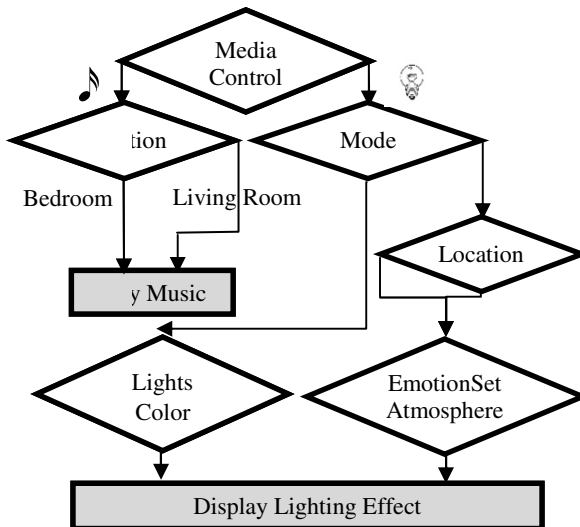 Media
Control
tion
Mode
Bedroom
Living Room
Location
y Music
Lights
Color
EmotionSet
Atmosphere
Display Lighting Effect